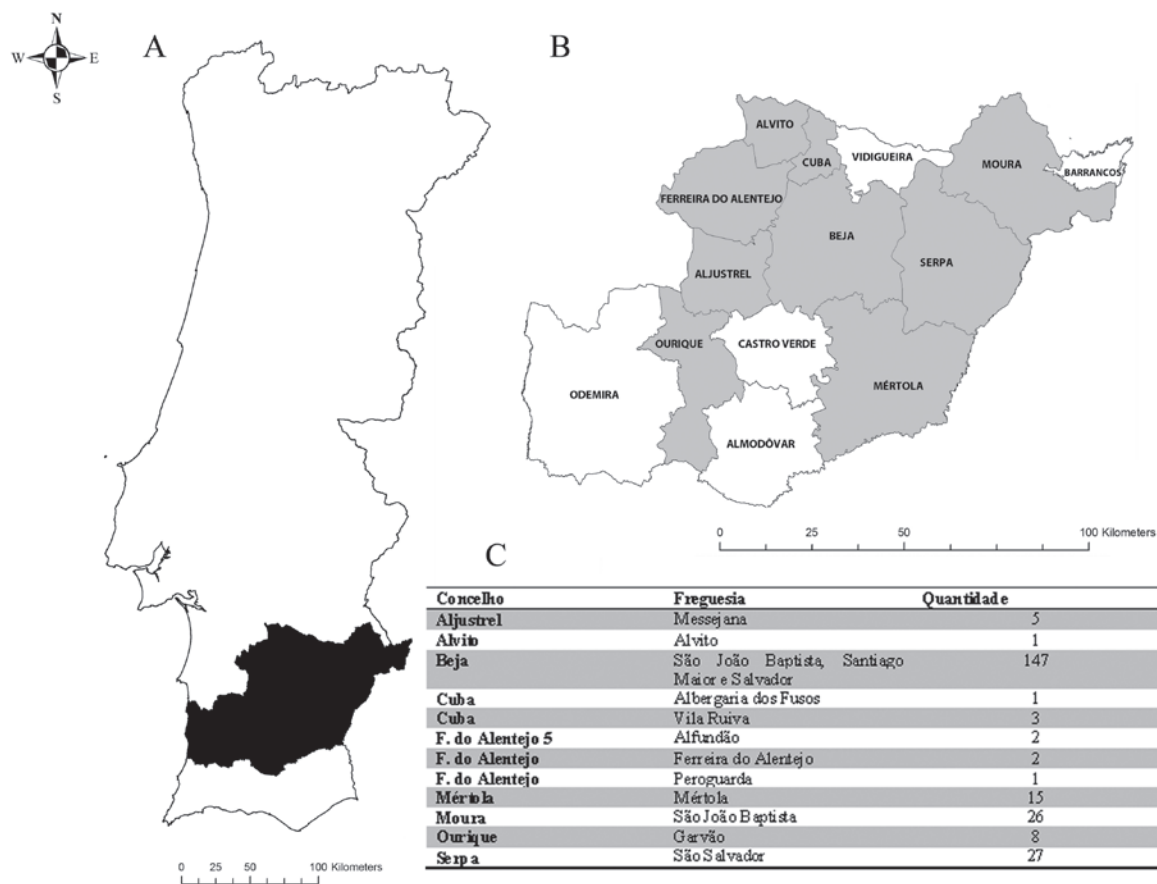 N
W E
S
A
0 25 50 100 Kilometers
B
ALVITO
CUBA
VIDIGUEIRA
MOURA
BARRANCOS
FERREIRA DO ALENTEJO
BEJA
SERPA
ALJUSTREL
OURIQUE
CASTRO VERDE
MÉRTOLA
ODEMIRA
ALMODÔVAR
0 25 50 100 Kilometers
C
Concelho Freguesia Quantidade
Aljustrel Messejana 5
Alvito Alvito 1
Beja São João Baptista, Santiago 147
Maior e Salvador
Cuba Albergaria dos Fusos 1
Cuba Vila Ruiva 3
F. do Alentejo 5 Alfundão 2
F. do Alentejo Ferreira do Alentejo 2
F. do Alentejo Peroguarda 1
Mértola Mértola 15
Moura São João Baptista 26
Ourique Garvão 8
Serpa São Salvador 27